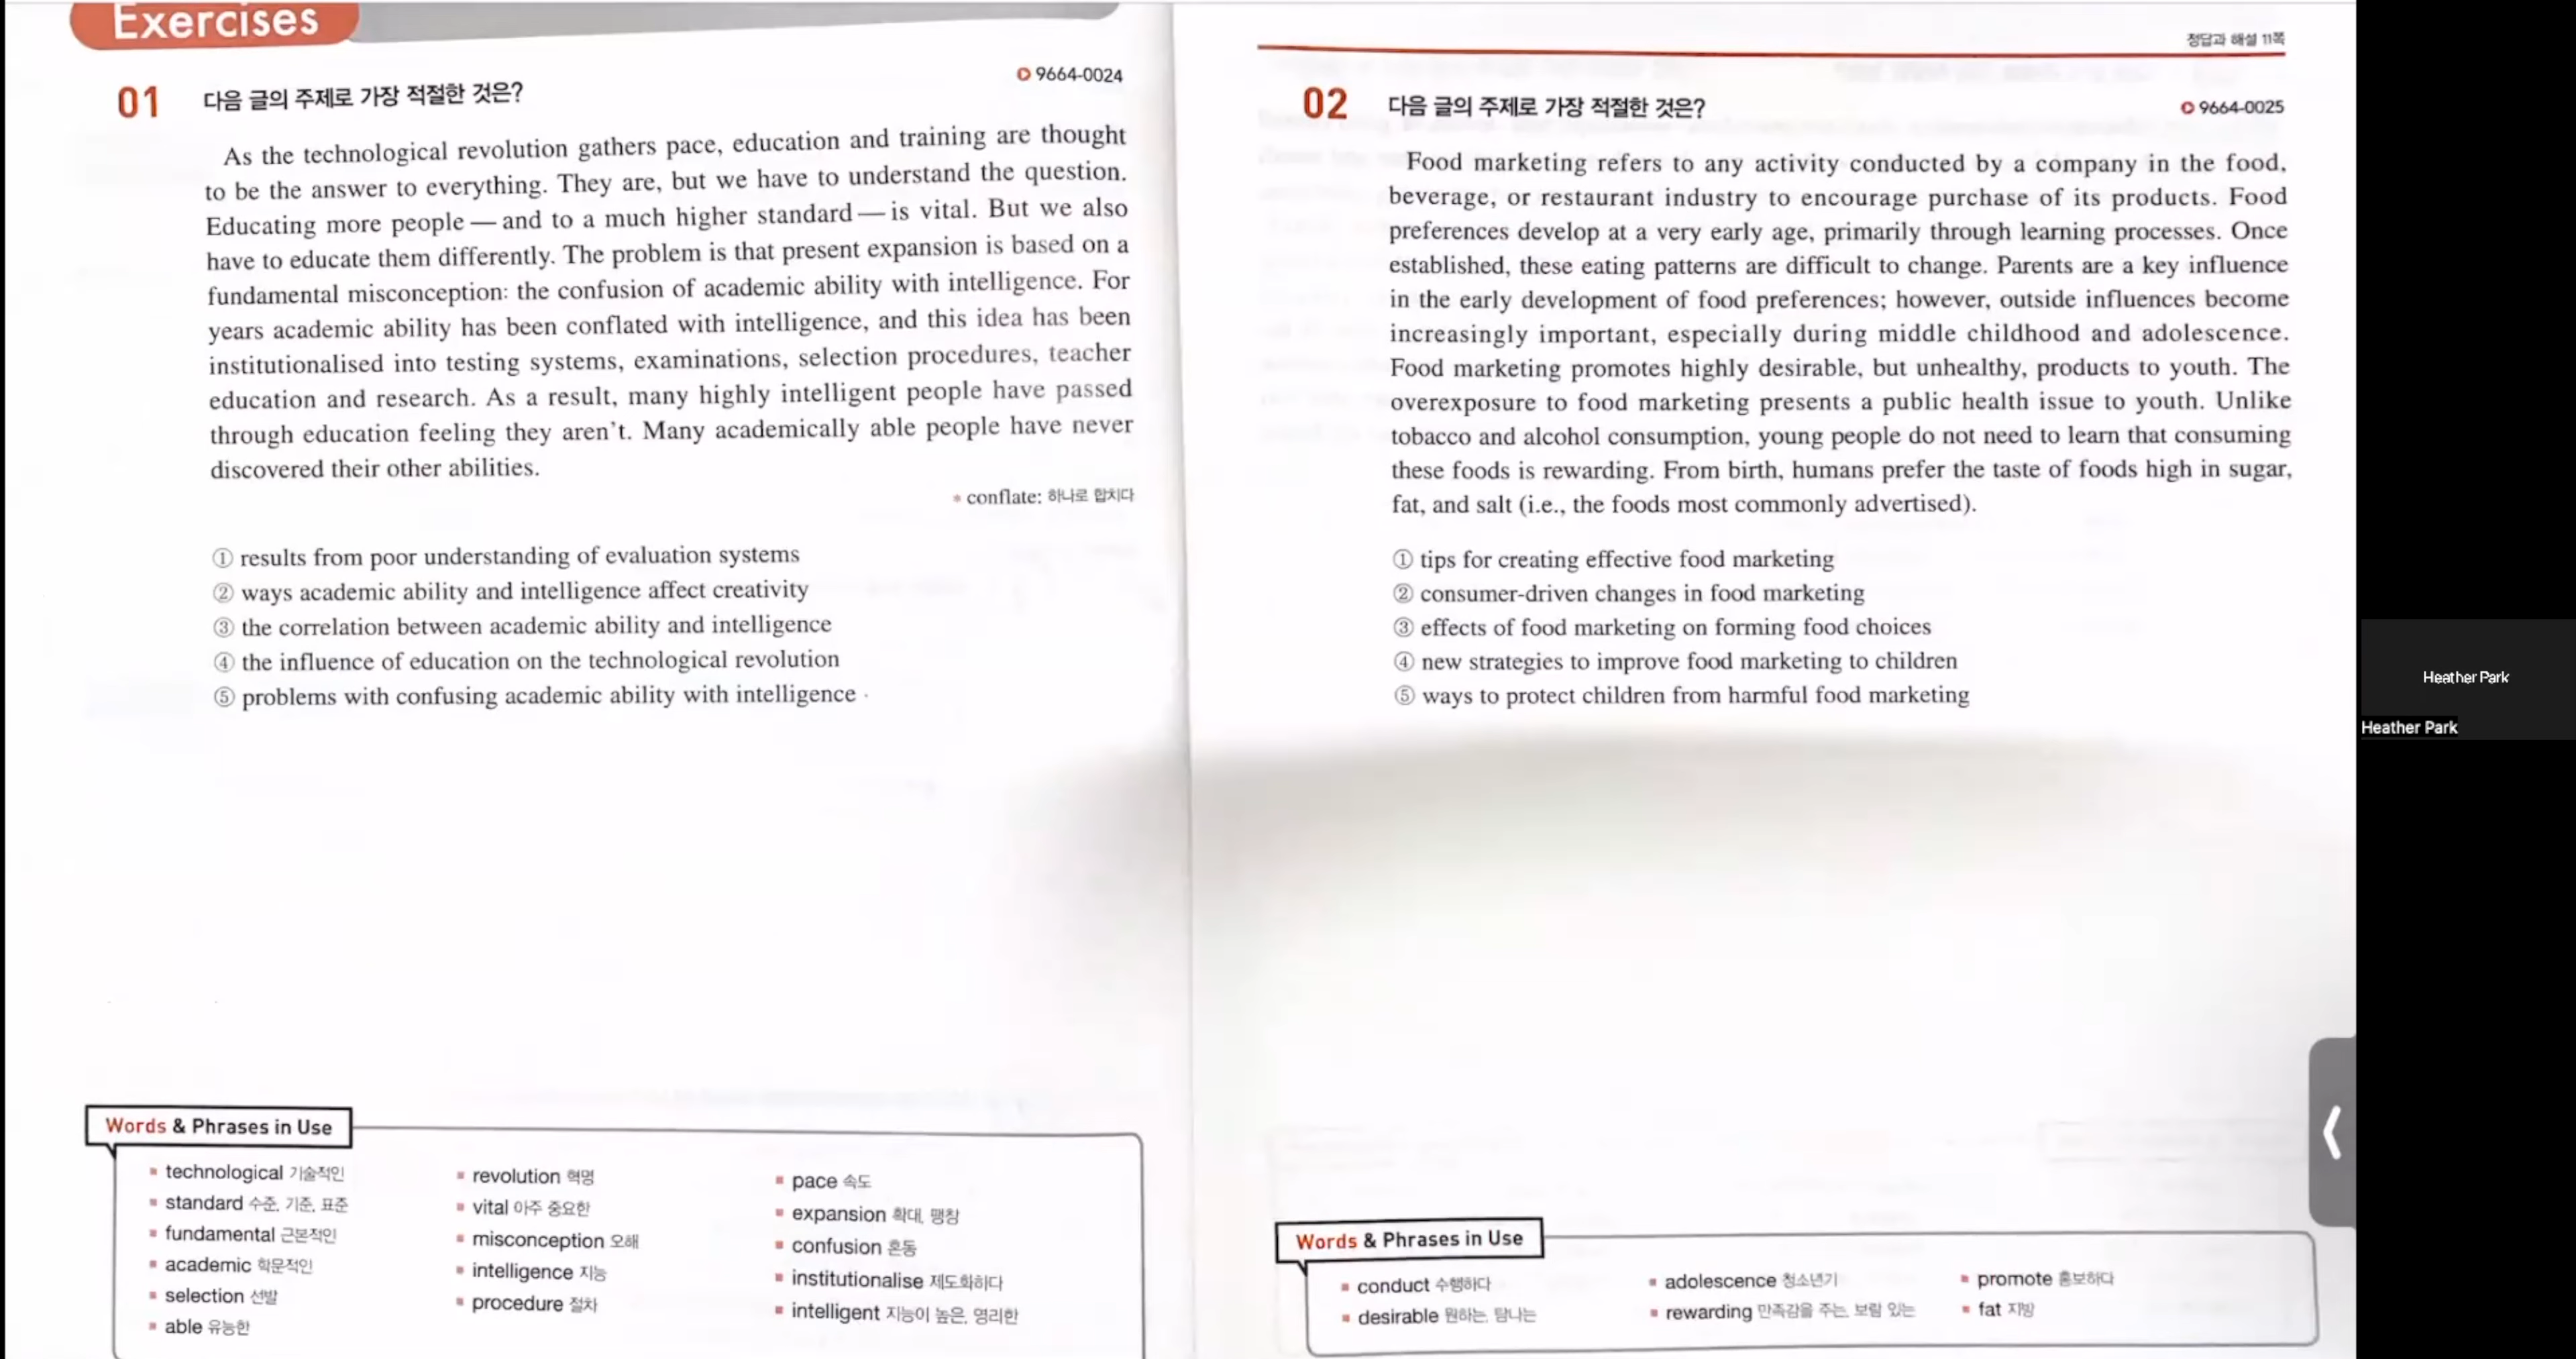 Exercises
01 다음 글의 주제로 가장 적절한 것은?
9664-0024
As the technological revolution gathers pace, education and training are thought
to be the answer to everything. They are, but we have to understand the question.
Educating more people — and to a much higher standard — is vital. But we also
have to educate them differently. The problem is that present expansion is based on a
fundamental misconception: the confusion of academic ability with intelligence. For
years academic ability has been conflated with intelligence, and this idea has been
institutionalised into testing systems, examinations, selection procedures, teacher
education and research. As a result, many highly intelligent people have passed
through education feeling they aren't. Many academically able people have never
discovered their other abilities.
* conflate: 하나로 합치다
① results from poor understanding of evaluation systems
② ways academic ability and intelligence affect creativity
③ the correlation between academic ability and intelligence
④ the influence of education on the technological revolution
⑤ problems with confusing academic ability with intelligence
Words & Phrases in Use
technological 기술적인
standard 수준, 기준, 표준
fundamental 근본적인
academic 학문적인
selection 선발
able 유능한
revolution 혁명
vital 아주 중요한
misconception 오해
intelligence 지능
procedure 절차
pace 속도
expansion 확대, 팽창
confusion 혼동
institutionalise 제도화하다
intelligent 지능이 높은, 영리한
정답과 해설 11쪽
02 다음 글의 주제로 가장 적절한 것은?
9664-0025
Food marketing refers to any activity conducted by a company in the food,
beverage, or restaurant industry to encourage purchase of its products. Food
preferences develop at a very early age, primarily through learning processes. Once
established, these eating patterns are difficult to change. Parents are a key influence
in the early development of food preferences; however, outside influences become
increasingly important, especially during middle childhood and adolescence.
Food marketing promotes highly desirable, but unhealthy, products to youth. The
overexposure to food marketing presents a public health issue to youth. Unlike
tobacco and alcohol consumption, young people do not need to learn that consuming
these foods is rewarding. From birth, humans prefer the taste of foods high in sugar,
fat, and salt (i.e., the foods most commonly advertised).
① tips for creating effective food marketing
② consumer-driven changes in food marketing
③ effects of food marketing on forming food choices
④ new strategies to improve food marketing to children
⑤ ways to protect children from harmful food marketing
Words & Phrases in Use
conduct 수행하다
desirable 원하는, 탐나는
adolescence 청소년기
rewarding 만족감을 주는, 보람 있는
promote 홍보하다
fat 지방
Heather Park
Heather Park